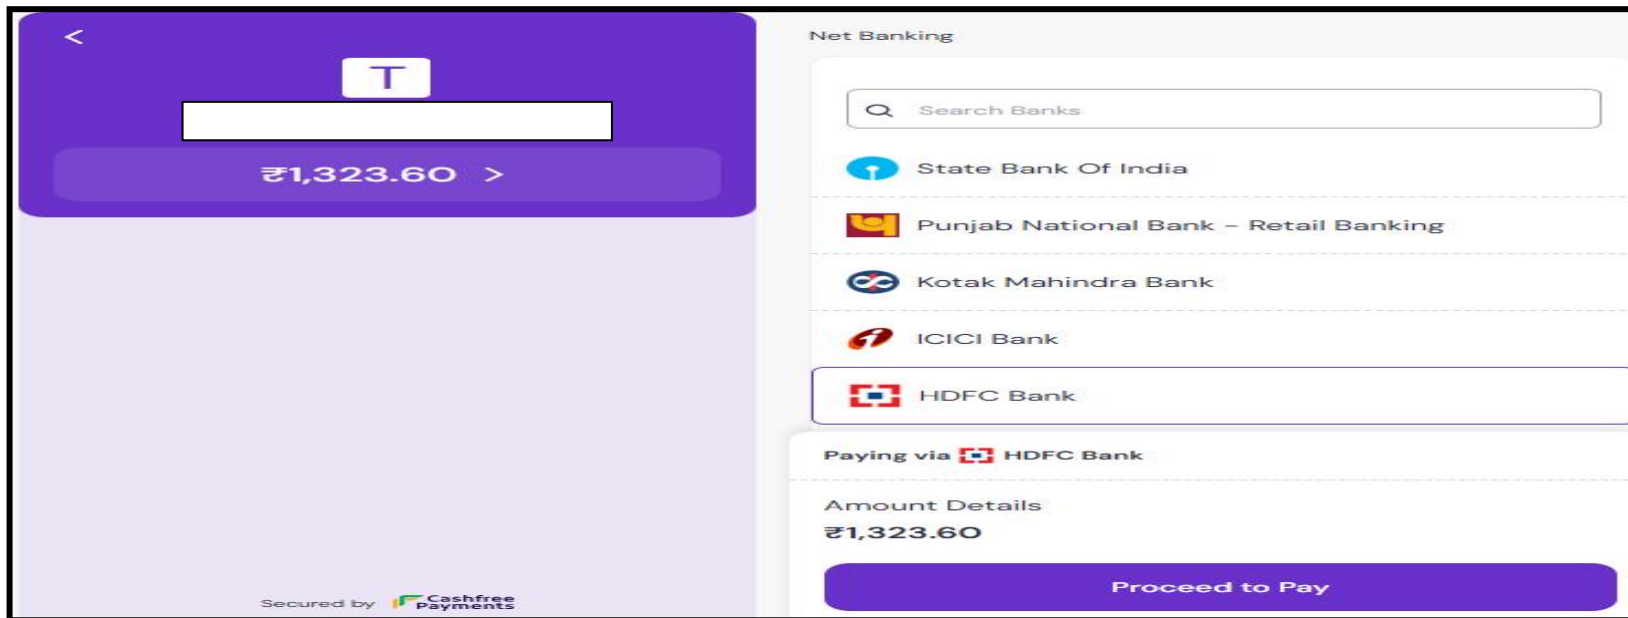 <
T
₹1,323.60 >
Secured by Cashfree Payments
Net Banking
Search Banks
State Bank Of India
Punjab National Bank - Retail Banking
Kotak Mahindra Bank
ICICI Bank
HDFC Bank
Paying via HDFC Bank
Amount Details
₹1,323.60
Proceed to Pay